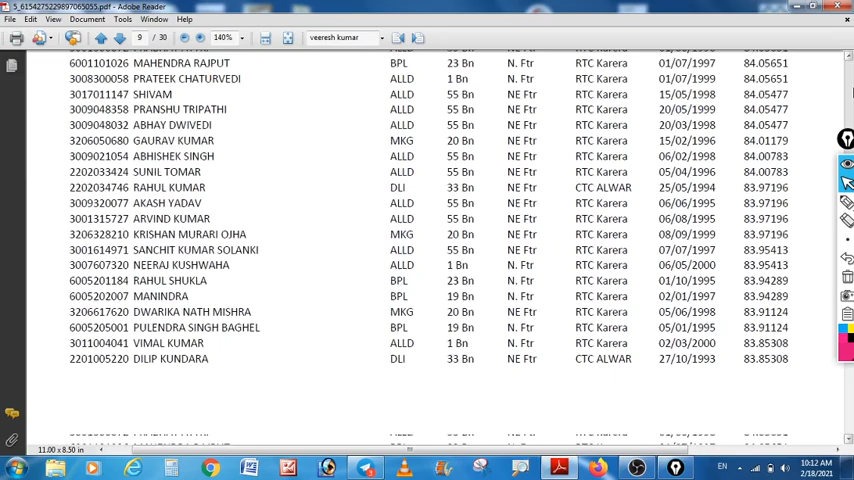 5_6154275229897065055.pdf - Adobe Reader
File Edit View Document Tools Window Help
9 / 30 140% veeresh kumar
6001101026 MAHENDRA RAJPUT BPL 23 Bn N. Ftr RTC Karera 01/07/1997 84.05651
3008300058 PRATEEK CHATURVEDI ALLD 1 Bn N. Ftr RTC Karera 01/07/1999 84.05651
3017011147 SHIVAM ALLD 55 Bn NE Ftr RTC Karera 15/05/1998 84.05477
3009048358 PRANSHU TRIPATHI ALLD 55 Bn NE Ftr RTC Karera 20/05/1999 84.05477
3009048032 ABHAY DWIVEDI ALLD 55 Bn NE Ftr RTC Karera 20/03/1998 84.05477
3206050680 GAURAV KUMAR MKG 20 Bn NE Ftr RTC Karera 15/02/1996 84.01179
3009021054 ABHISHEK SINGH ALLD 55 Bn NE Ftr RTC Karera 06/02/1998 84.00783
2202033424 SUNIL TOMAR ALLD 55 Bn NE Ftr RTC Karera 05/04/1996 84.00783
2202034746 RAHUL KUMAR DLI 33 Bn NE Ftr CTC ALWAR 25/05/1994 83.97196
3009320077 AKASH YADAV ALLD 55 Bn NE Ftr RTC Karera 06/06/1995 83.97196
3001315727 ARVIND KUMAR ALLD 55 Bn NE Ftr RTC Karera 06/08/1995 83.97196
3206328210 KRISHAN MURARI OJHA MKG 20 Bn NE Ftr RTC Karera 08/09/1999 83.97196
3001614971 SANCHIT KUMAR SOLANKI ALLD 55 Bn NE Ftr RTC Karera 07/07/1997 83.95413
3007607320 NEERAJ KUSHWAHA ALLD 1 Bn N. Ftr RTC Karera 06/05/2000 83.95413
6005201184 RAHUL SHUKLA BPL 23 Bn N. Ftr RTC Karera 01/10/1995 83.94289
6005202007 MANINDRA BPL 19 Bn N. Ftr RTC Karera 02/01/1997 83.94289
3206617620 DWARIKA NATH MISHRA MKG 20 Bn NE Ftr RTC Karera 05/06/1998 83.91124
6005205001 PULENDRA SINGH BAGHEL BPL 19 Bn N. Ftr RTC Karera 05/01/1995 83.91124
3011004041 VIMAL KUMAR ALLD 1 Bn N. Ftr RTC Karera 02/03/2000 83.85308
2201005220 DILIP KUNDARA DLI 33 Bn NE Ftr CTC ALWAR 27/10/1993 83.85308
11.00 x 8.50 in
EN 10:12 AM
2/18/2021